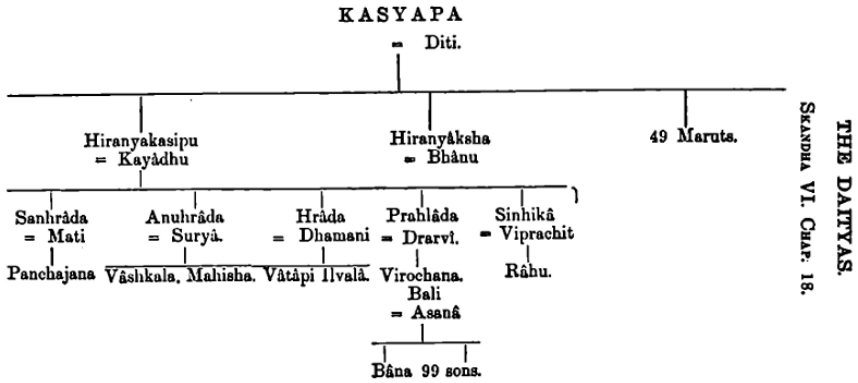 KASYAPA
= Diti.
Hiranyakasipu
= Kayâdhu
Hiranyâksha
= Bhânu
49 Maruts.
Sanhrâda
= Mati
Panchajana
Anuhrâda
= Suryâ.
Vâshkala. Mahisha.
Hrâda
= Dhamani
Vâtâpi Ilvalâ.
Prahlâda
= Drarvî.
Virochana.
Bali
= Asanâ
Bâna 99 sons.
Sinhikâ
= Viprachit
Râhu.
THE DAITYAS.
SKANDHA VI. CHAP: 18.